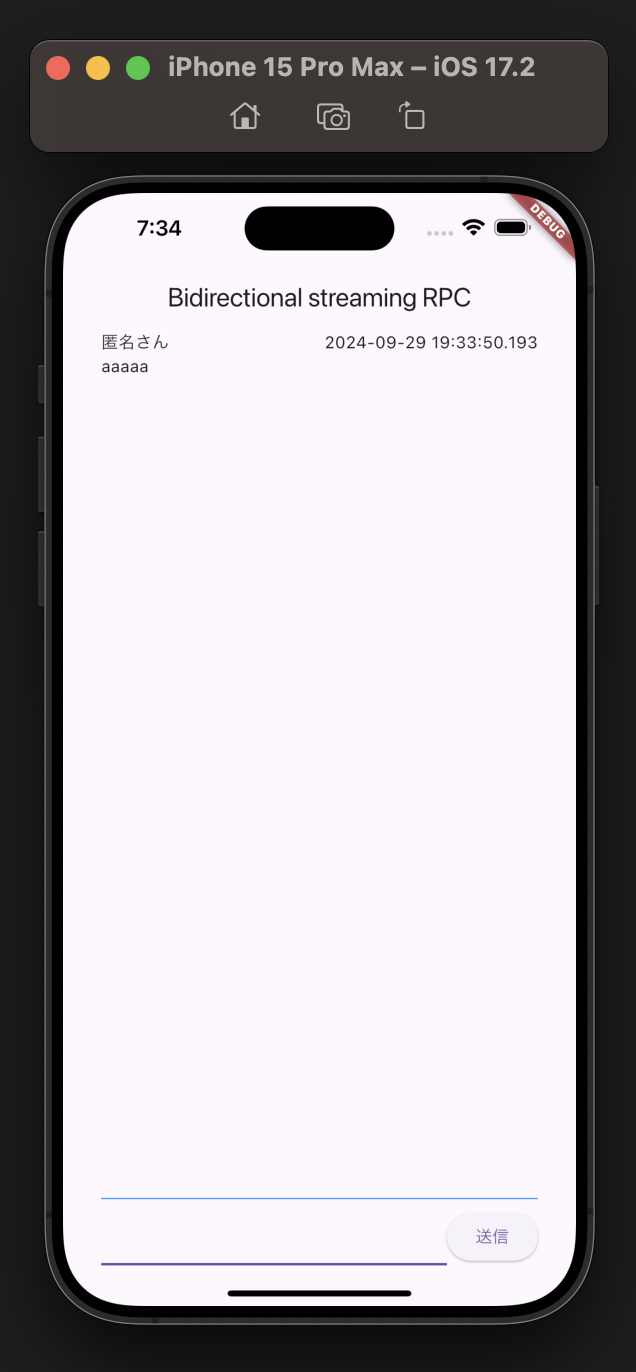 iPhone 15 Pro Max – iOS 17.2
7:34
DEBUG
Bidirectional streaming RPC
匿名さん 2024-09-29 19:33:50.193
aaaaa
送信